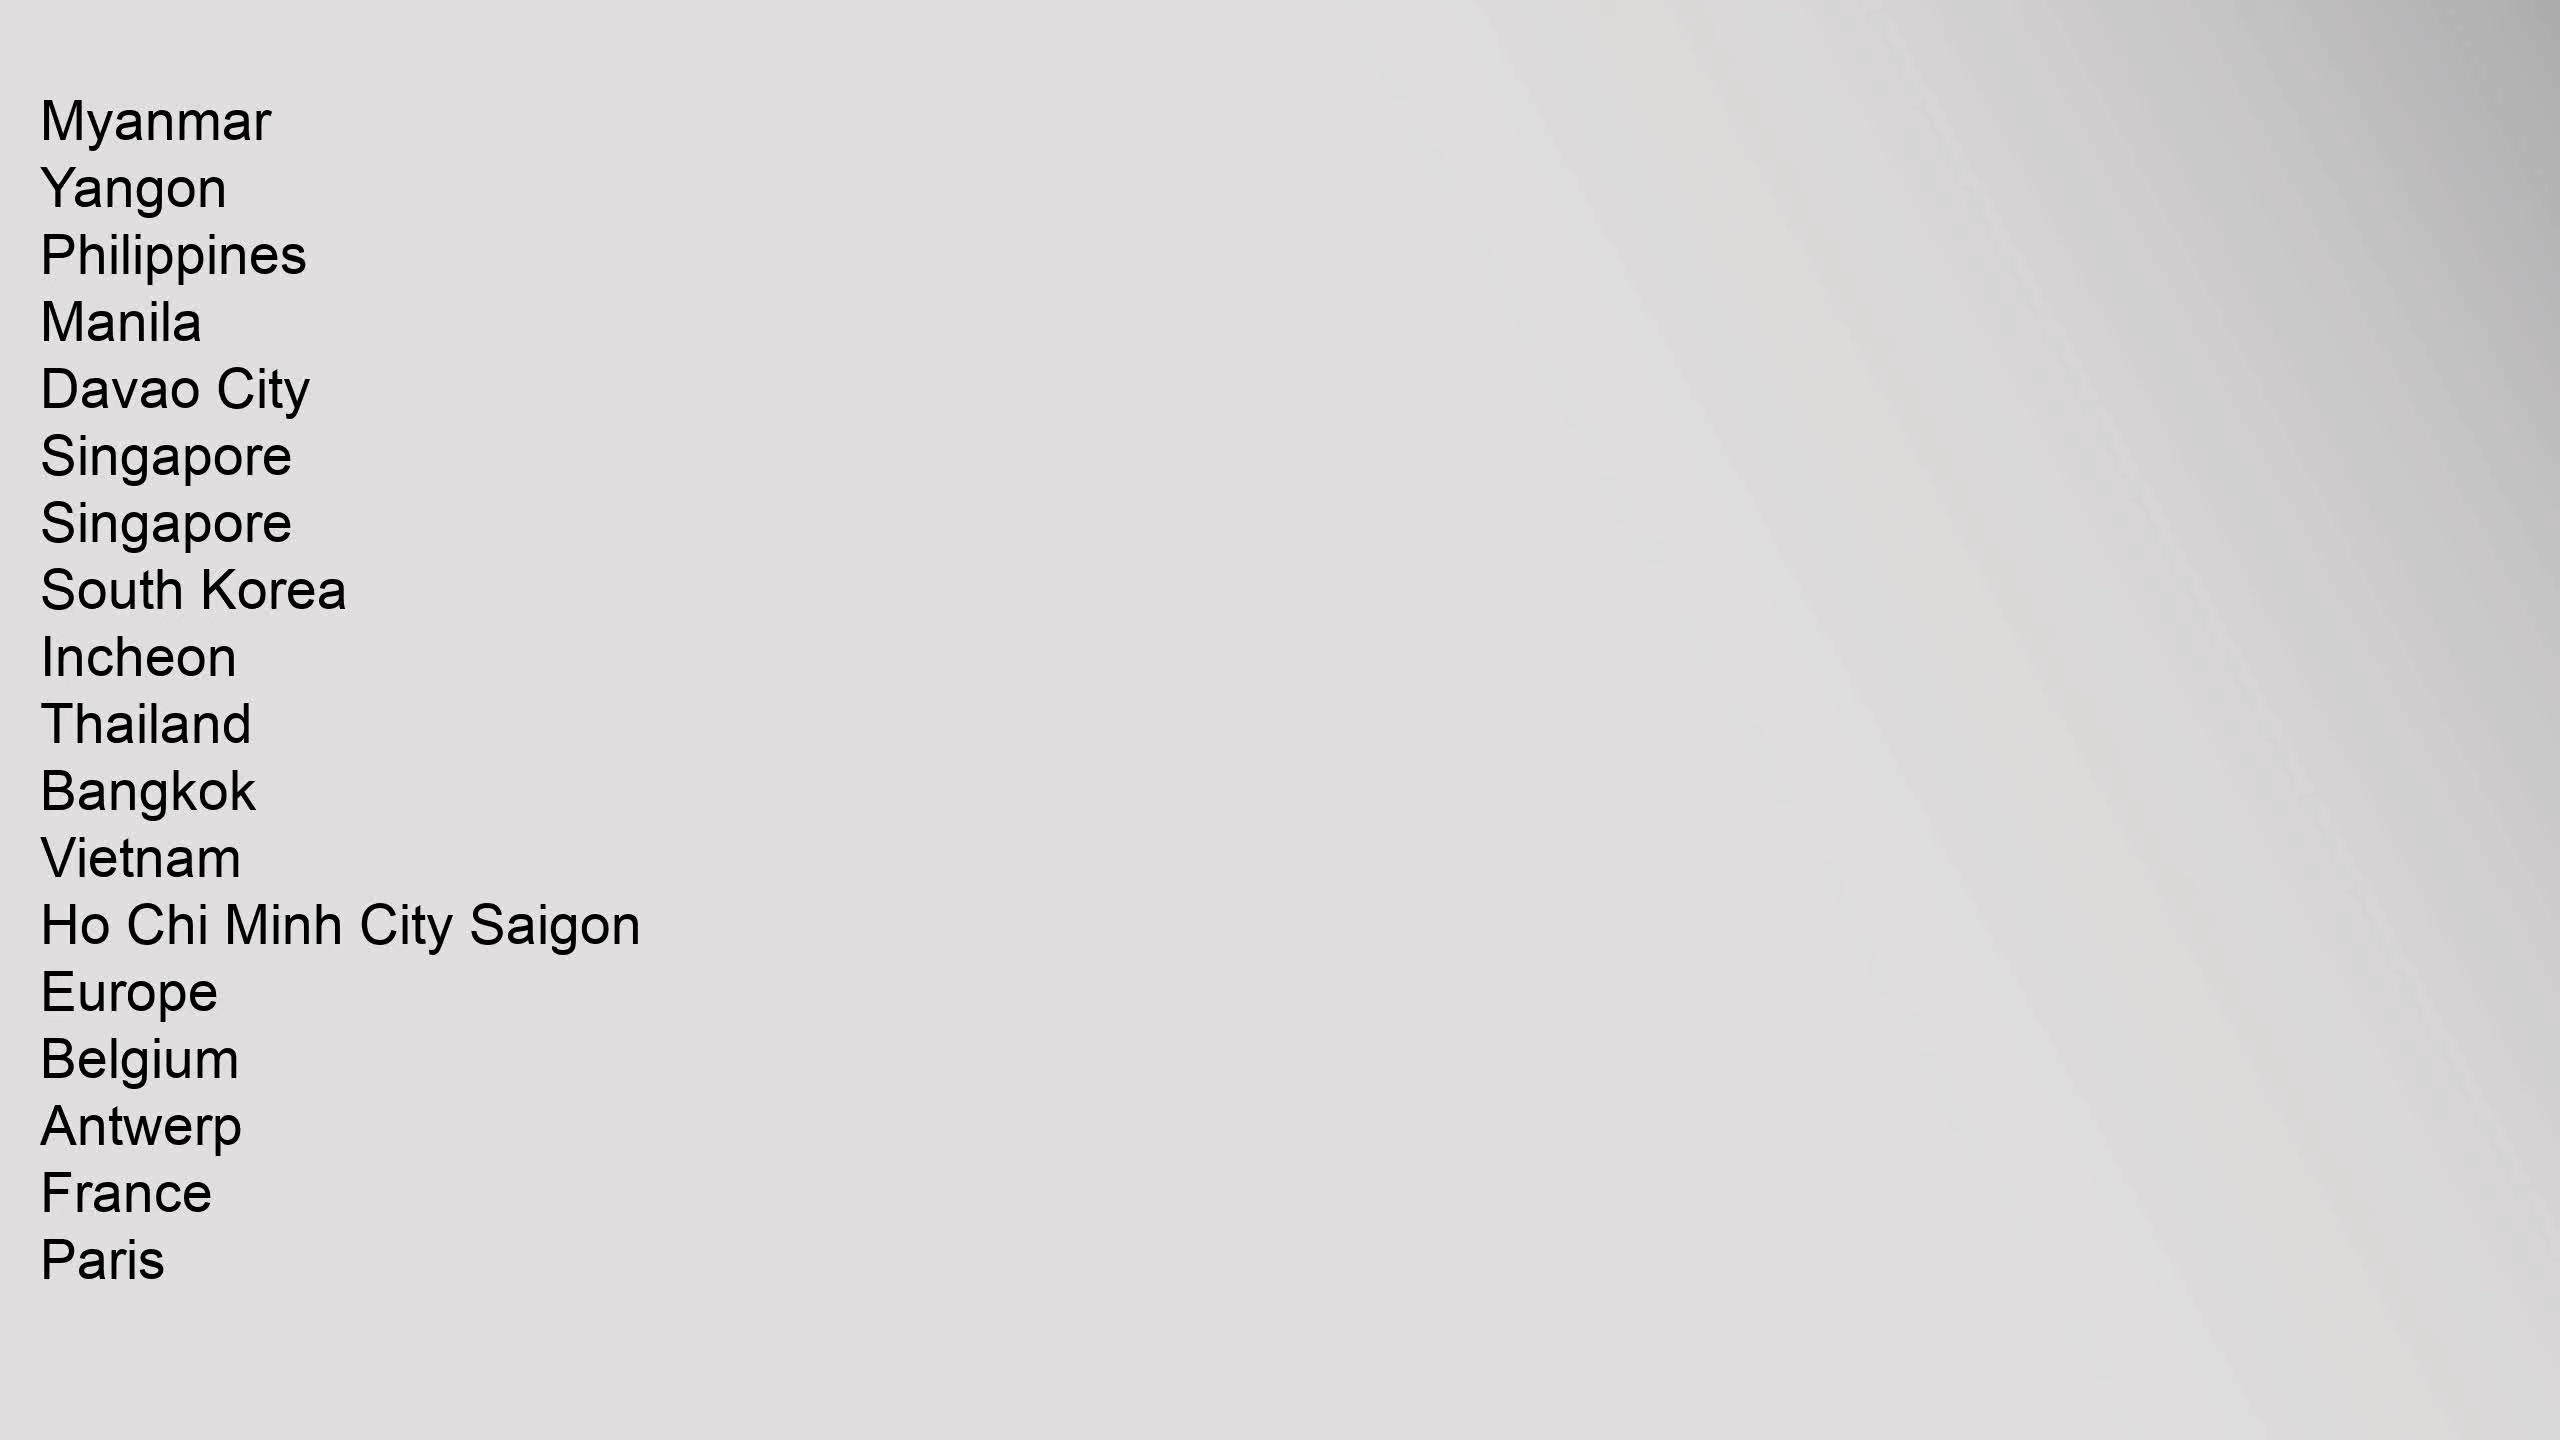 Myanmar
Yangon
Philippines
Manila
Davao City
Singapore
Singapore
South Korea
Incheon
Thailand
Bangkok
Vietnam
Ho Chi Minh City Saigon
Europe
Belgium
Antwerp
France
Paris